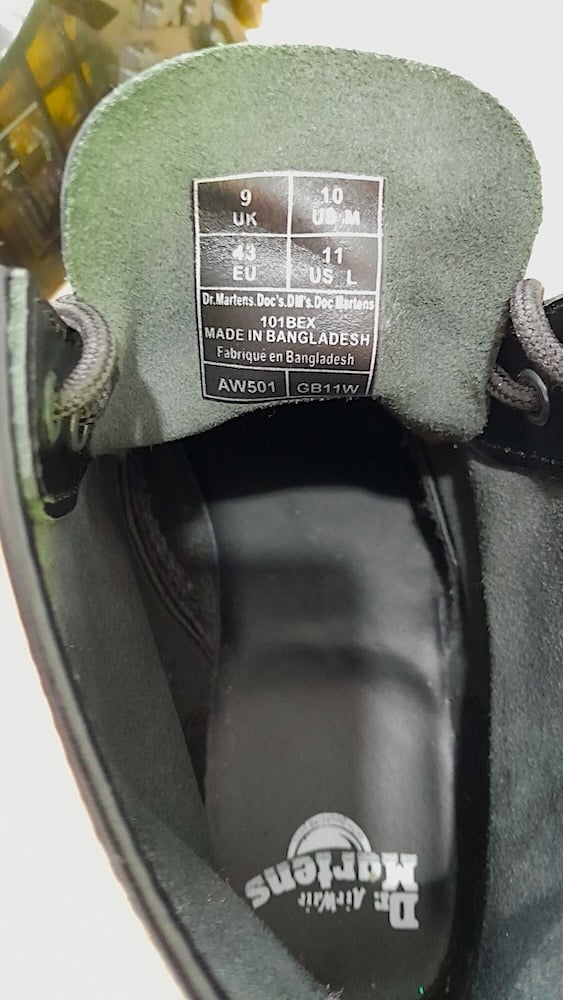 9 10
UK US M
43 11
EU US L
Dr.Martens.Doc's.DM's.Doc Martens
101BEX
MADE IN BANGLADESH
Fabriqué en Bangladesh
AW501 GB11W
Dr. Martens
AirWair